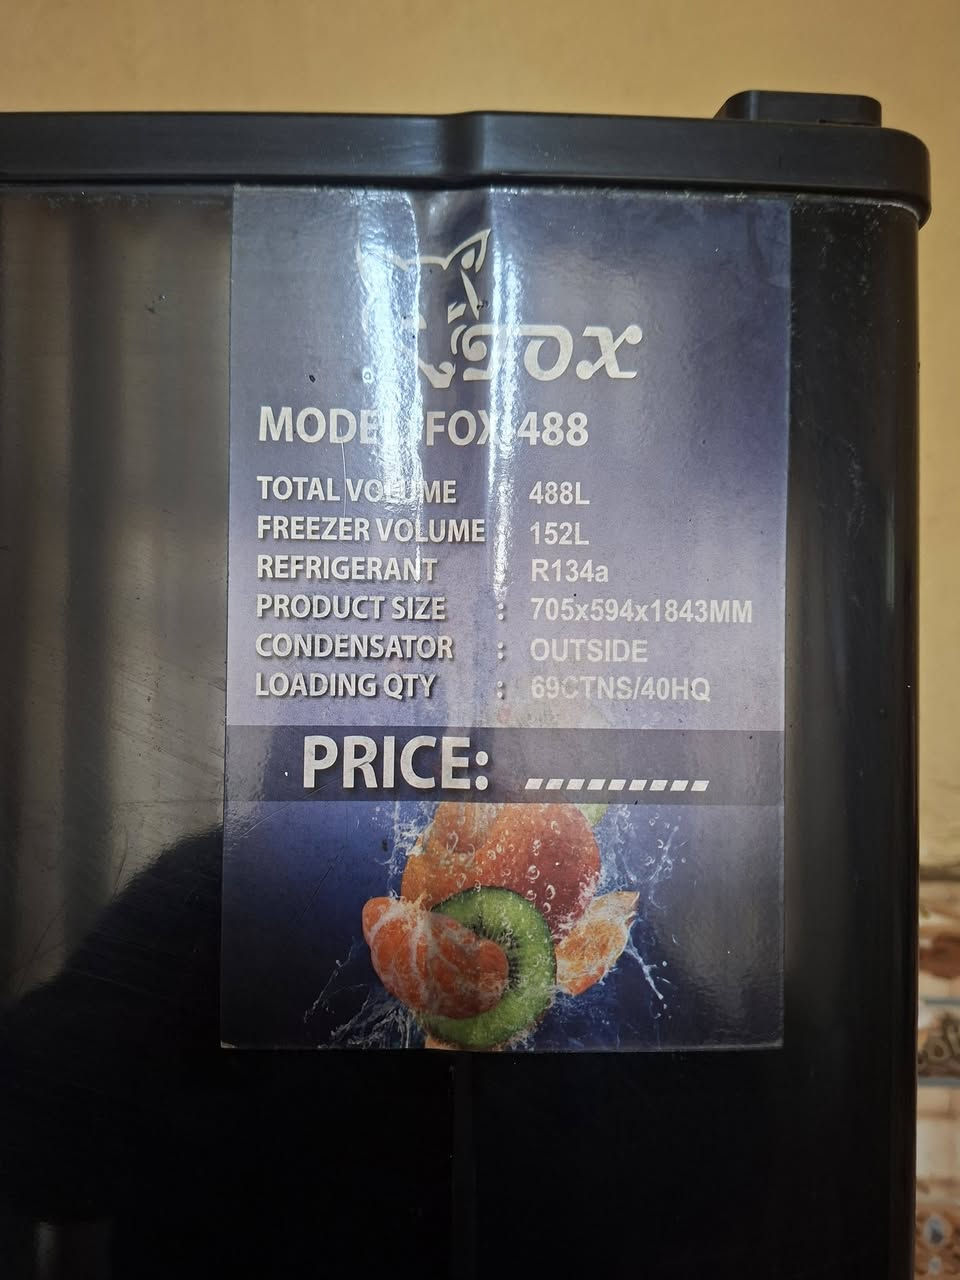 FOX
MODEL: FOX-488
TOTAL VOLUME : 488L
FREEZER VOLUME : 152L
REFRIGERANT : R134a
PRODUCT SIZE : 705x594x1843MM
CONDENSATOR : OUTSIDE
LOADING QTY : 69CTNS/40HQ
PRICE: .........